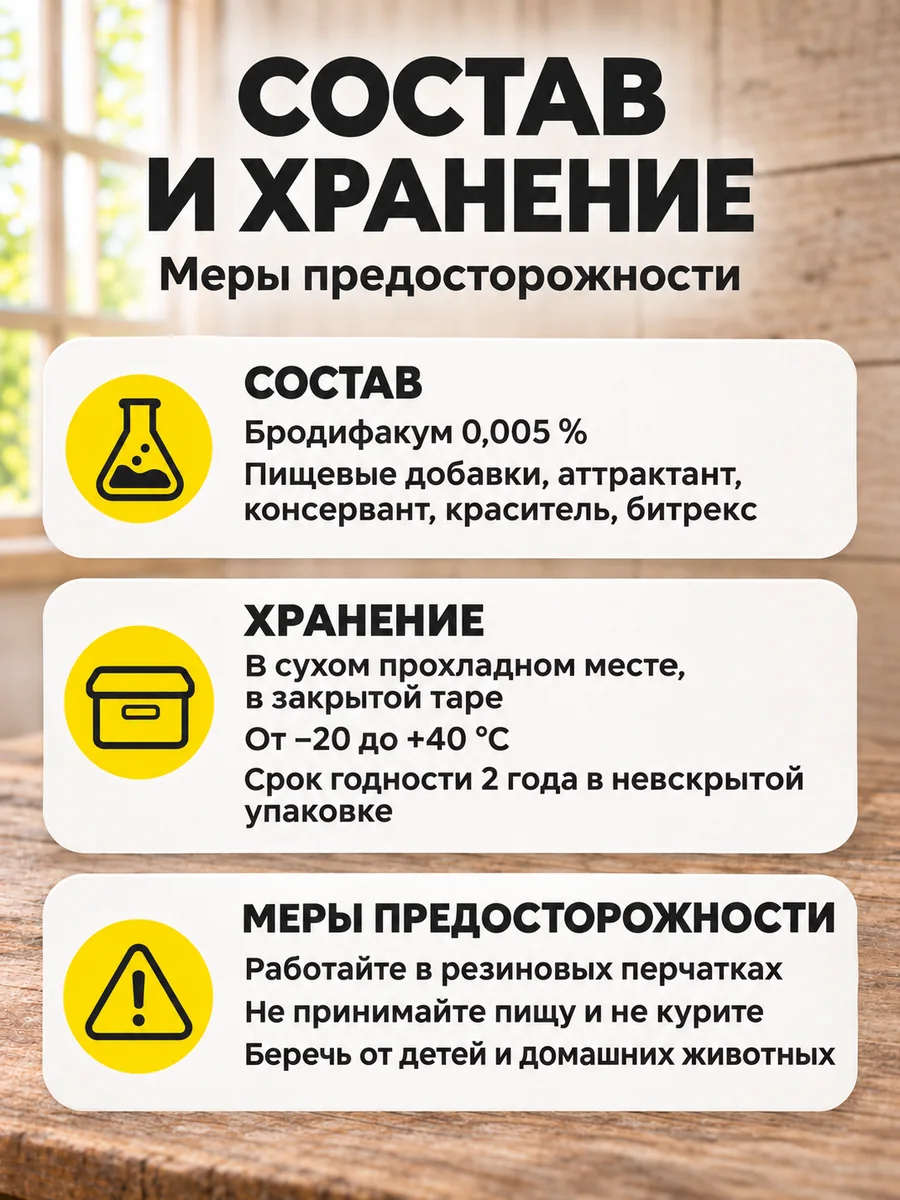 СОСТАВ
И ХРАНЕНИЕ
Меры предосторожности
СОСТАВ
Бродифакум 0,005 %
Пищевые добавки, аттрактант,
консервант, краситель, битрекс
ХРАНЕНИЕ
В сухом прохладном месте,
в закрытой таре
От −20 до +40 °C
Срок годности 2 года в невскрытой
упаковке
МЕРЫ ПРЕДОСТОРОЖНОСТИ
Работайте в резиновых перчатках
Не принимайте пищу и не курите
Беречь от детей и домашних животных